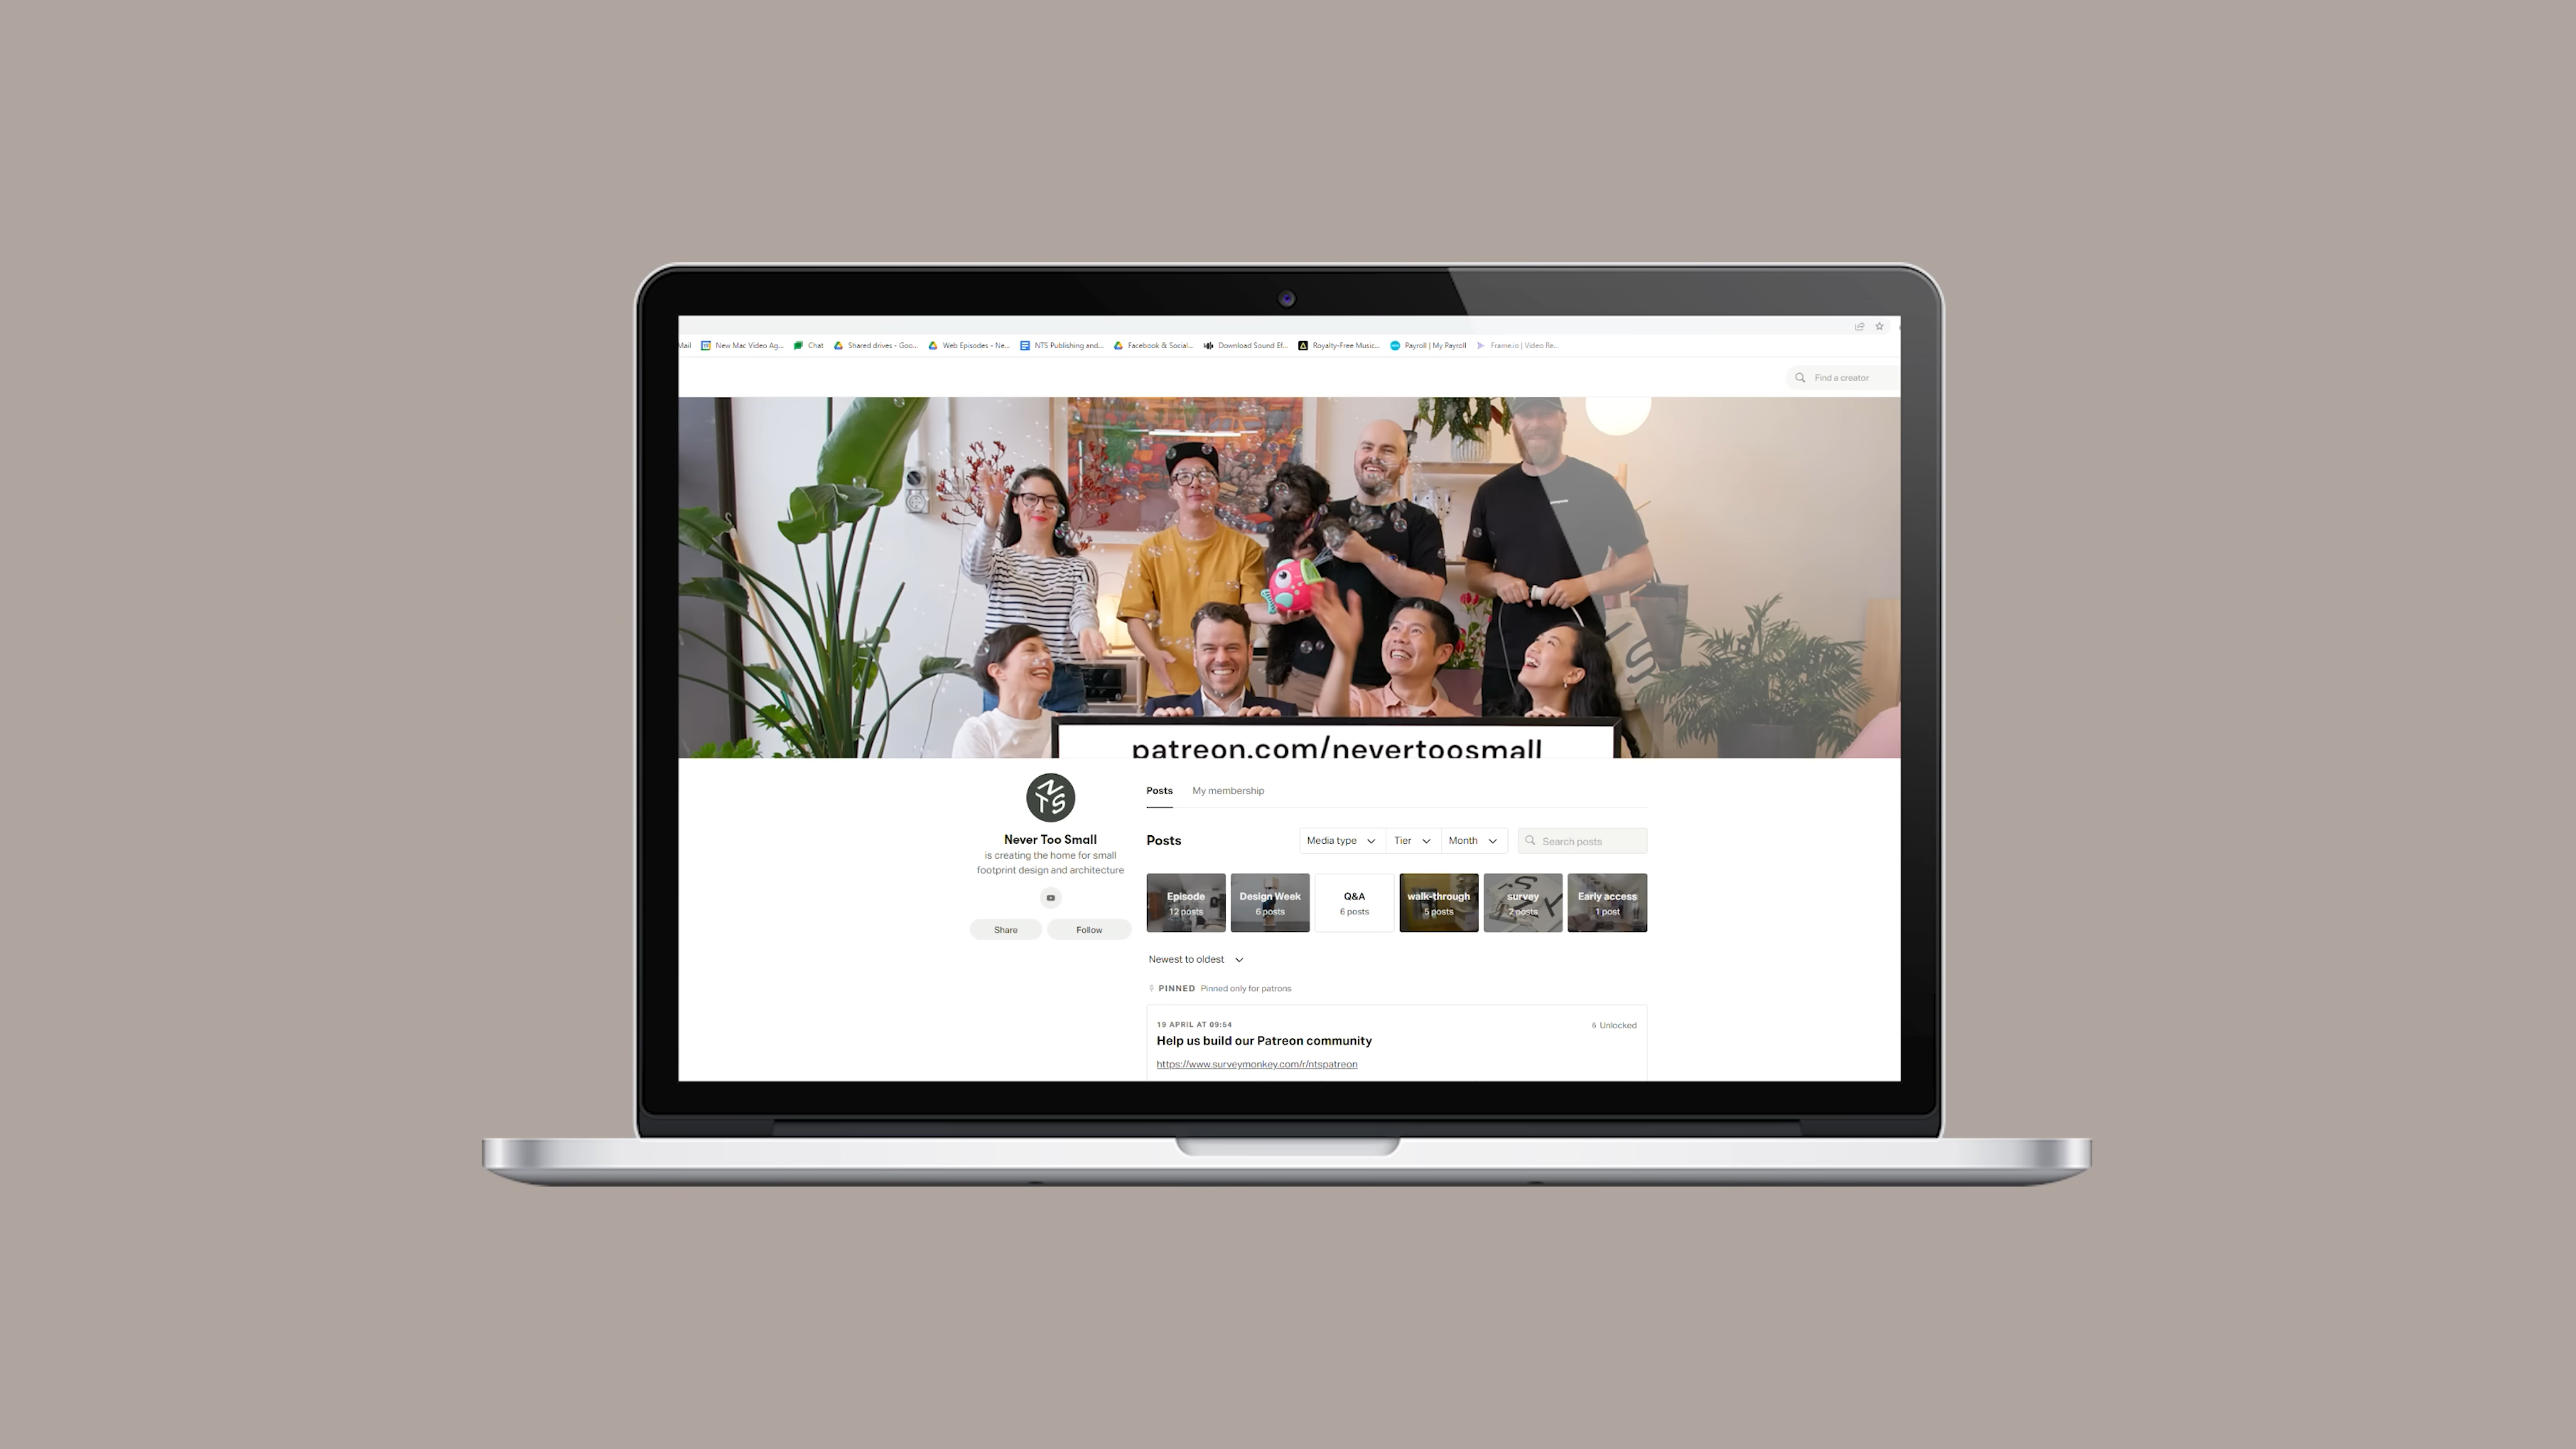 Mail New Mac Video Ag... Chat Shared drives - Goo... Web Episodes - Ne... NTS Publishing and... Facebook & Social... Download Sound Ef... Royalty-Free Music... Payroll | My Payroll Frame.io | Video Re...
Find a creator
patreon.com/nevertoosmall
NTS
Never Too Small
is creating the home for small
footprint design and architecture
Share Follow
Posts My membership
Posts Media type Tier Month Search posts
Episode
12 posts
Design Week
6 posts
Q&A
6 posts
walk-through
5 posts
survey
2 posts
Early access
1 post
Newest to oldest
PINNED Pinned only for patrons
19 APRIL AT 09:54 Unlocked
Help us build our Patreon community
https://www.surveymonkey.com/r/ntspatreon